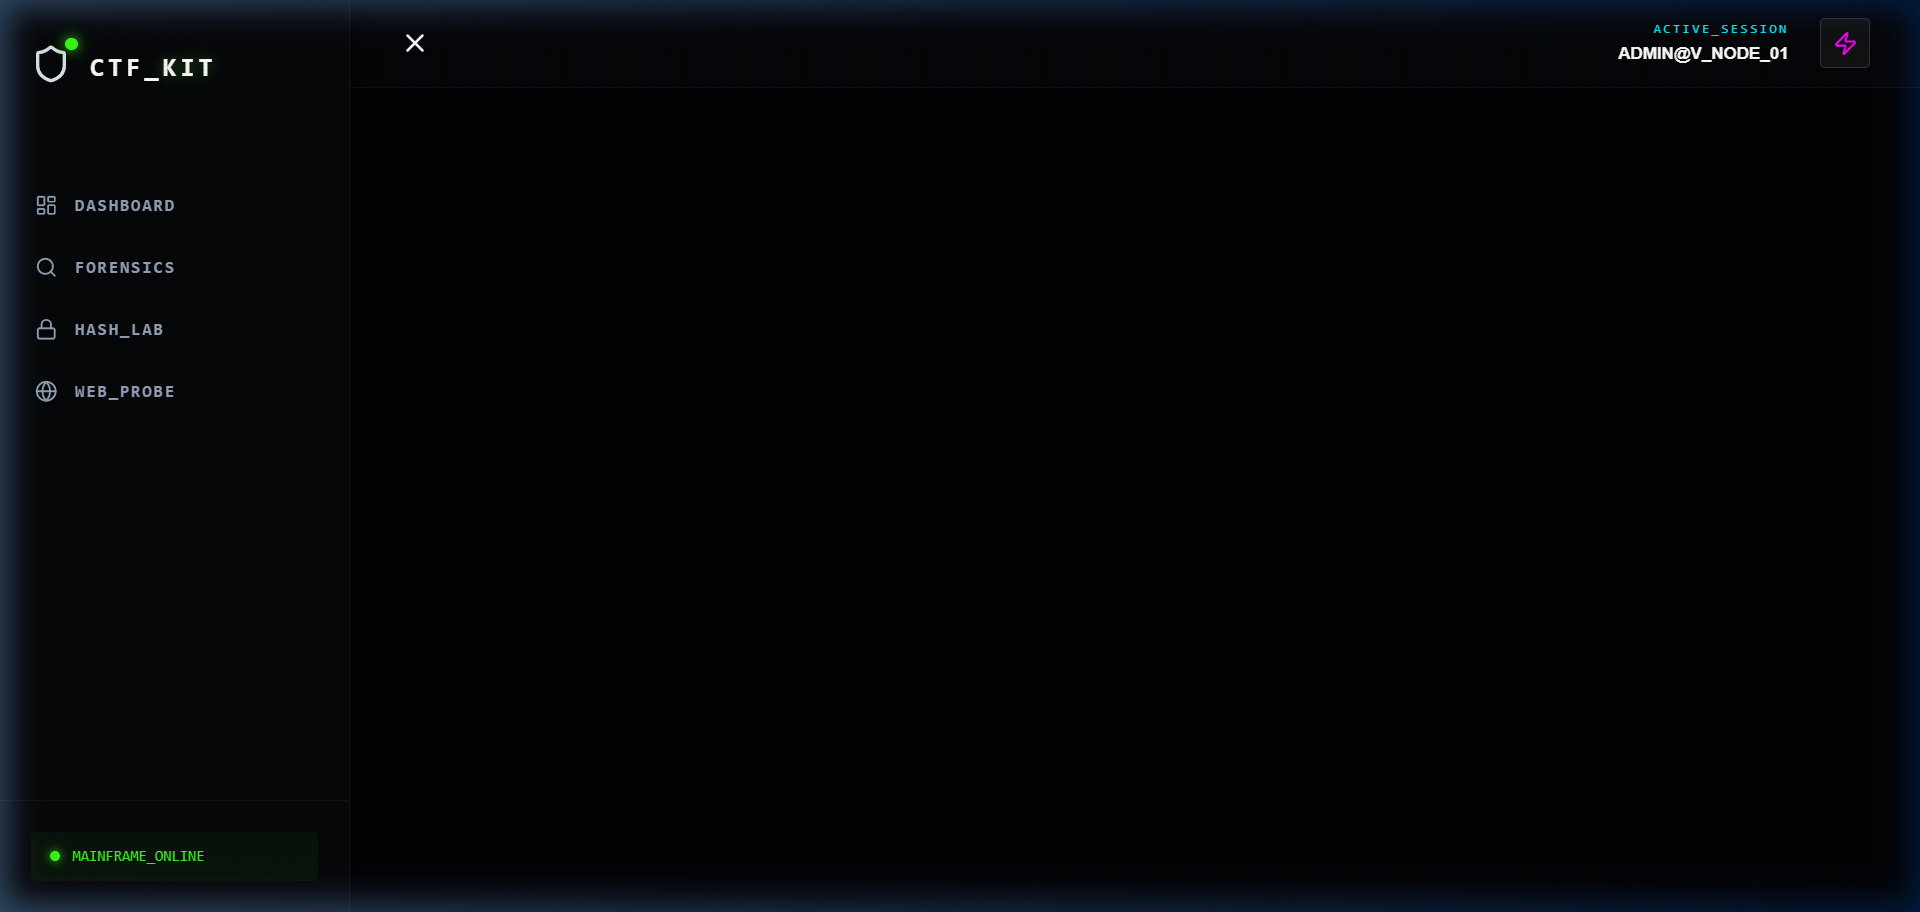 CTF_KIT
ACTIVE_SESSION
ADMIN@V_NODE_01
DASHBOARD
FORENSICS
HASH_LAB
WEB_PROBE
MAINFRAME_ONLINE